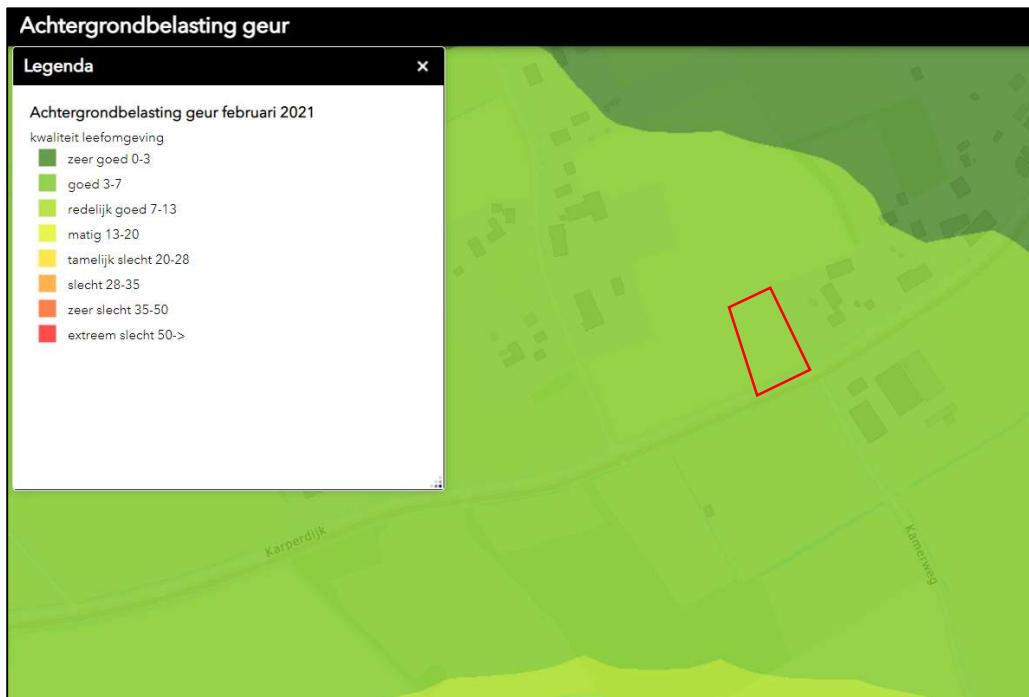 Achtergrondbelasting geur
Legenda
Achtergrondbelasting geur februari 2021
kwaliteit leefomgeving
zeer goed 0-3
goed 3-7
redelijk goed 7-13
matig 13-20
tamelijk slecht 20-28
slecht 28-35
zeer slecht 35-50
extreem slecht 50->
Karperdijk
Kamerweg